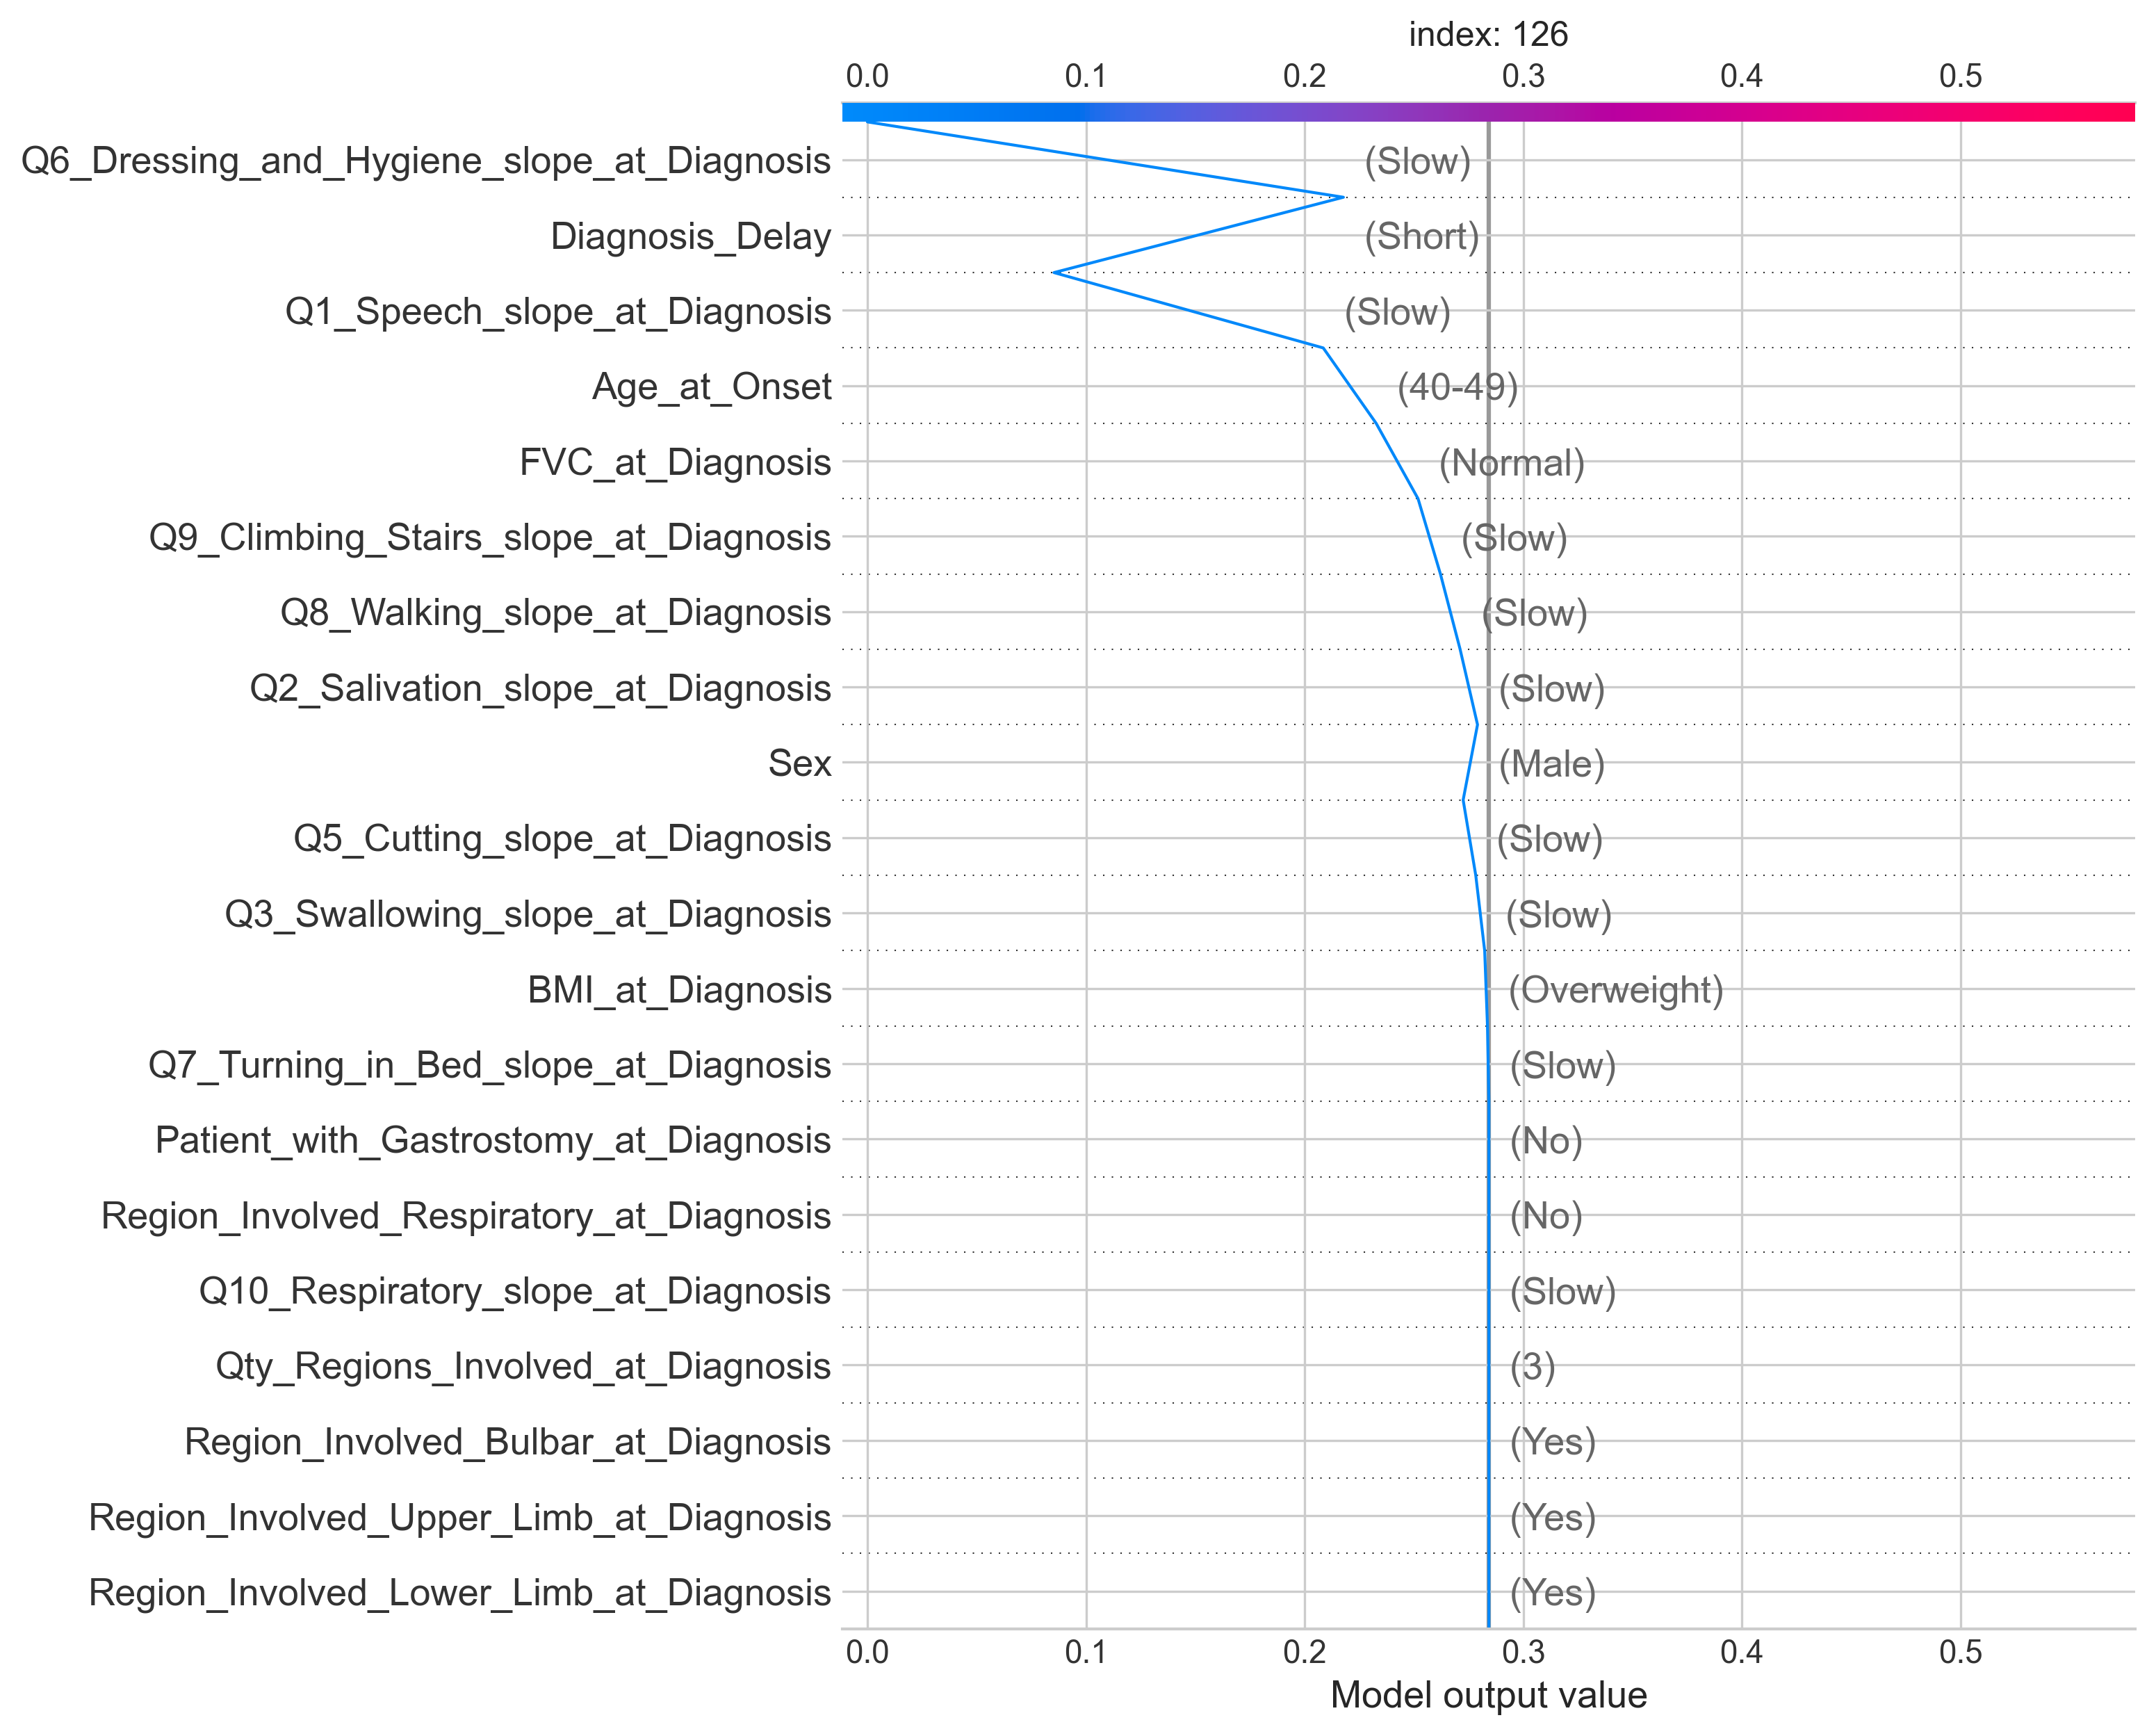 index: 126
0.0 0.1 0.2 0.3 0.4 0.5
Q6_Dressing_and_Hygiene_slope_at_Diagnosis (Slow)
Diagnosis_Delay (Short)
Q1_Speech_slope_at_Diagnosis (Slow)
Age_at_Onset (40-49)
FVC_at_Diagnosis (Normal)
Q9_Climbing_Stairs_slope_at_Diagnosis (Slow)
Q8_Walking_slope_at_Diagnosis (Slow)
Q2_Salivation_slope_at_Diagnosis (Slow)
Sex (Male)
Q5_Cutting_slope_at_Diagnosis (Slow)
Q3_Swallowing_slope_at_Diagnosis (Slow)
BMI_at_Diagnosis (Overweight)
Q7_Turning_in_Bed_slope_at_Diagnosis (Slow)
Patient_with_Gastrostomy_at_Diagnosis (No)
Region_Involved_Respiratory_at_Diagnosis (No)
Q10_Respiratory_slope_at_Diagnosis (Slow)
Qty_Regions_Involved_at_Diagnosis (3)
Region_Involved_Bulbar_at_Diagnosis (Yes)
Region_Involved_Upper_Limb_at_Diagnosis (Yes)
Region_Involved_Lower_Limb_at_Diagnosis (Yes)
0.0 0.1 0.2 0.3 0.4 0.5
Model output value